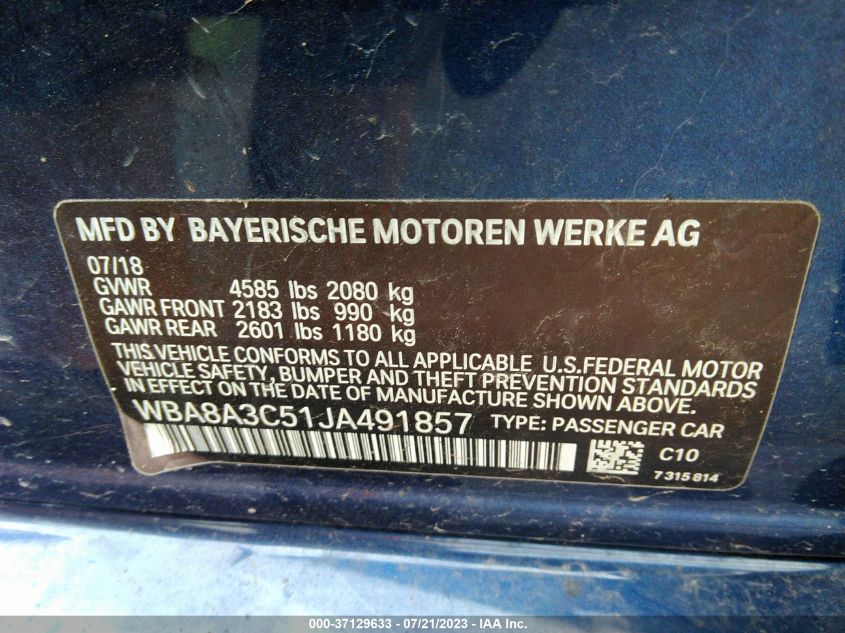 MFD BY BAYERISCHE MOTOREN WERKE AG
07/18
GVWR 4585 lbs 2080 kg
GAWR FRONT 2183 lbs 990 kg
GAWR REAR 2601 lbs 1180 kg
THIS VEHICLE CONFORMS TO ALL APPLICABLE U.S.FEDERAL MOTOR
VEHICLE SAFETY, BUMPER AND THEFT PREVENTION STANDARDS
IN EFFECT ON THE DATE OF MANUFACTURE SHOWN ABOVE.
WBA8A3C51JA491857 TYPE: PASSENGER CAR
C10
7 315 814
000-37129633 - 07/21/2023 - IAA Inc.